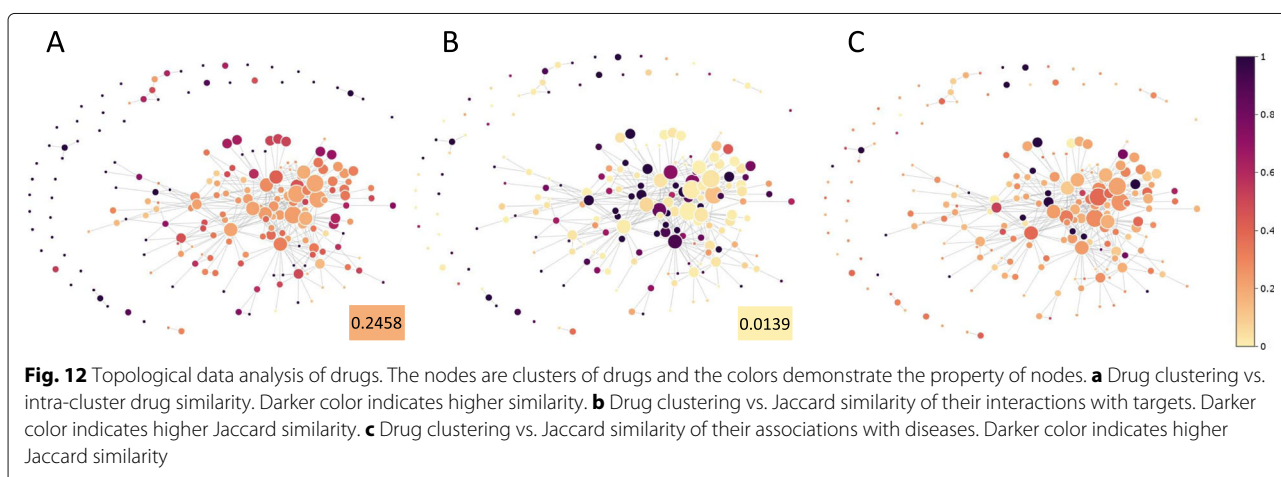 A
B
C
1
0.8
0.6
0.4
0.2
0
0.2458
0.0139
Fig. 12 Topological data analysis of drugs. The nodes are clusters of drugs and the colors demonstrate the property of nodes. a Drug clustering vs.
intra-cluster drug similarity. Darker color indicates higher similarity. b Drug clustering vs. Jaccard similarity of their interactions with targets. Darker
color indicates higher Jaccard similarity. c Drug clustering vs. Jaccard similarity of their associations with diseases. Darker color indicates higher
Jaccard similarity